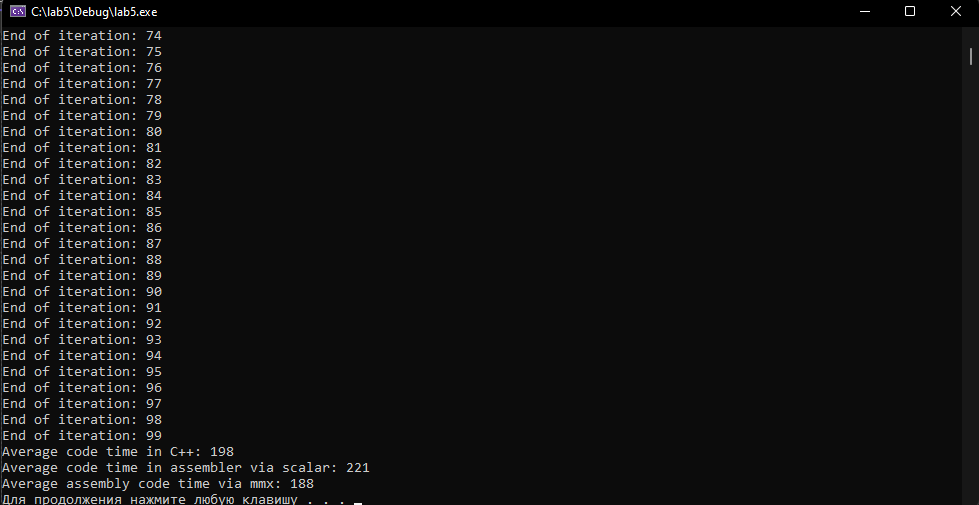 C:\lab5\Debug\lab5.exe
End of iteration: 74
End of iteration: 75
End of iteration: 76
End of iteration: 77
End of iteration: 78
End of iteration: 79
End of iteration: 80
End of iteration: 81
End of iteration: 82
End of iteration: 83
End of iteration: 84
End of iteration: 85
End of iteration: 86
End of iteration: 87
End of iteration: 88
End of iteration: 89
End of iteration: 90
End of iteration: 91
End of iteration: 92
End of iteration: 93
End of iteration: 94
End of iteration: 95
End of iteration: 96
End of iteration: 97
End of iteration: 98
End of iteration: 99
Average code time in C++: 198
Average code time in assembler via scalar: 221
Average assembly code time via mmx: 188
Для продолжения нажмите любую клавишу . . .